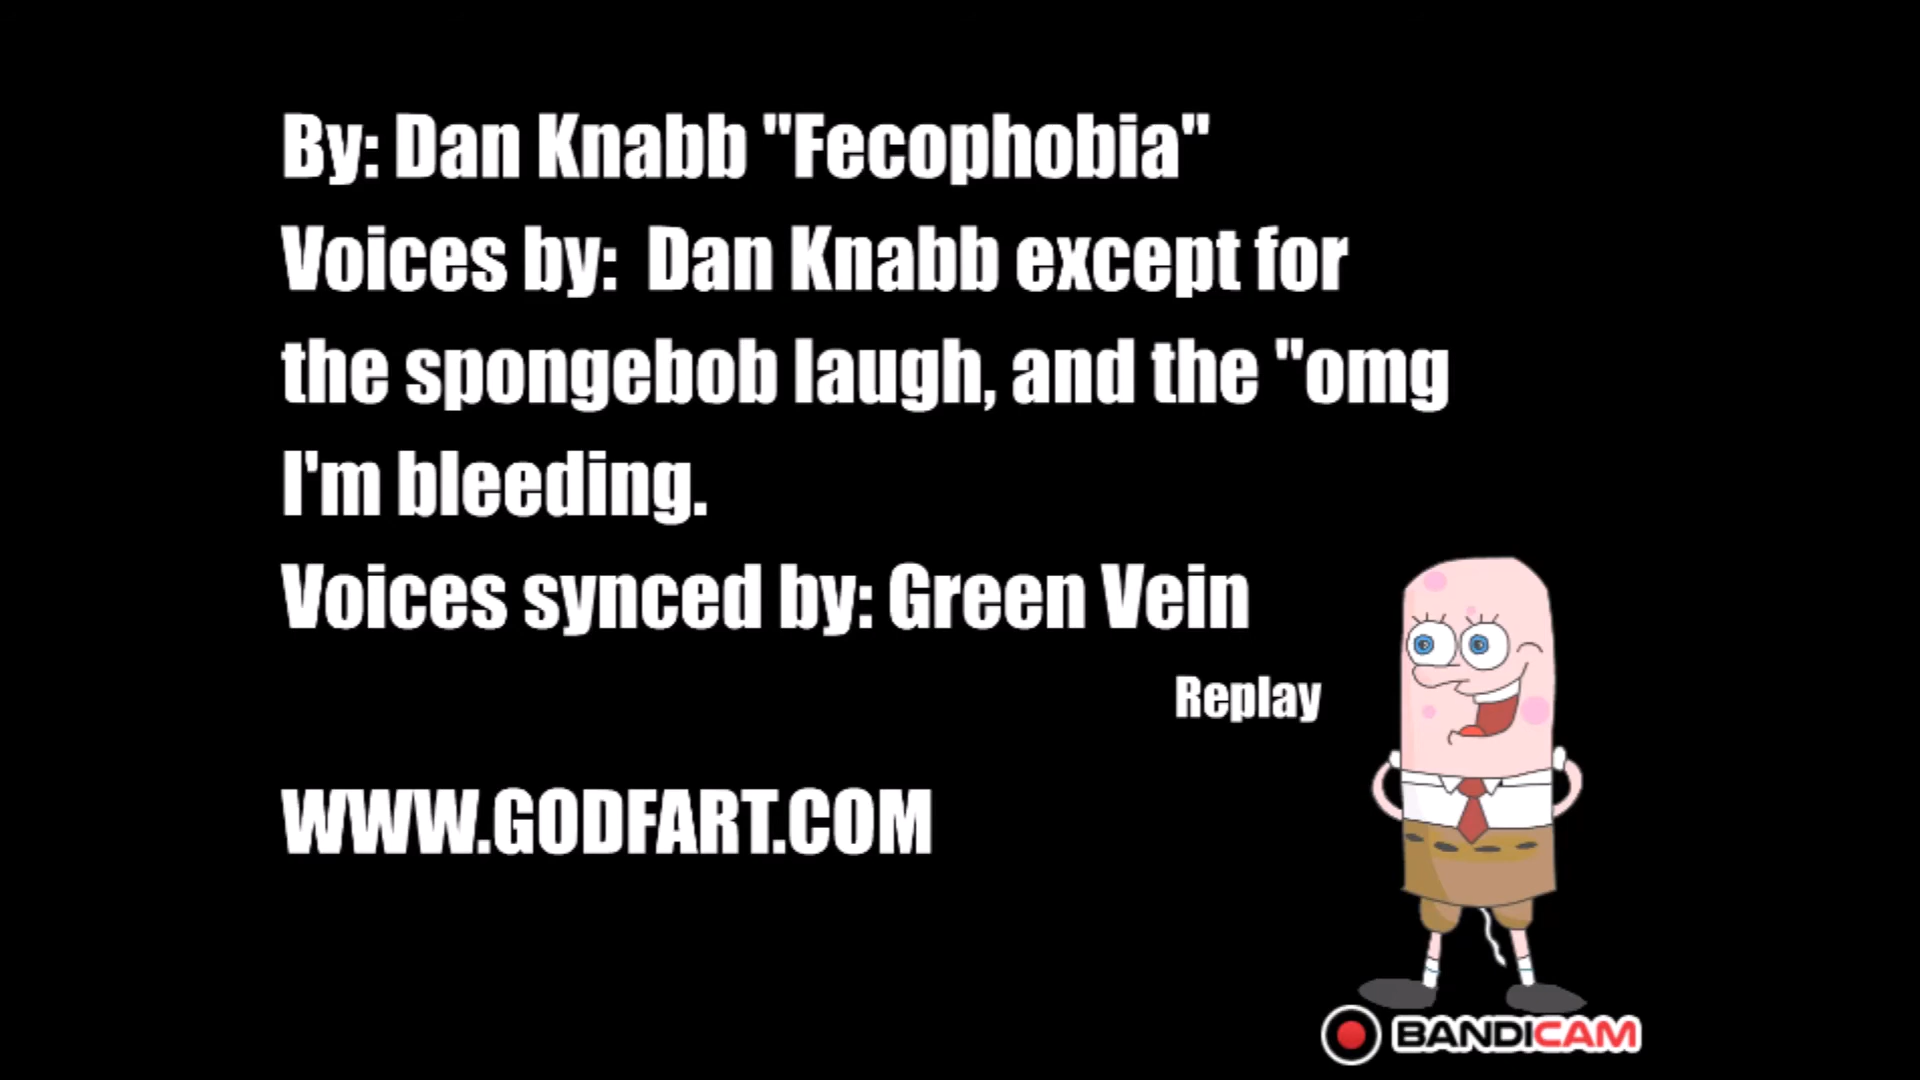 By: Dan Knabb "Fecophobia"
Voices by:  Dan Knabb except for
the spongebob laugh, and the "omg
I'm bleeding.
Voices synced by: Green Vein
Replay
WWW.GODFART.COM
BANDICAM